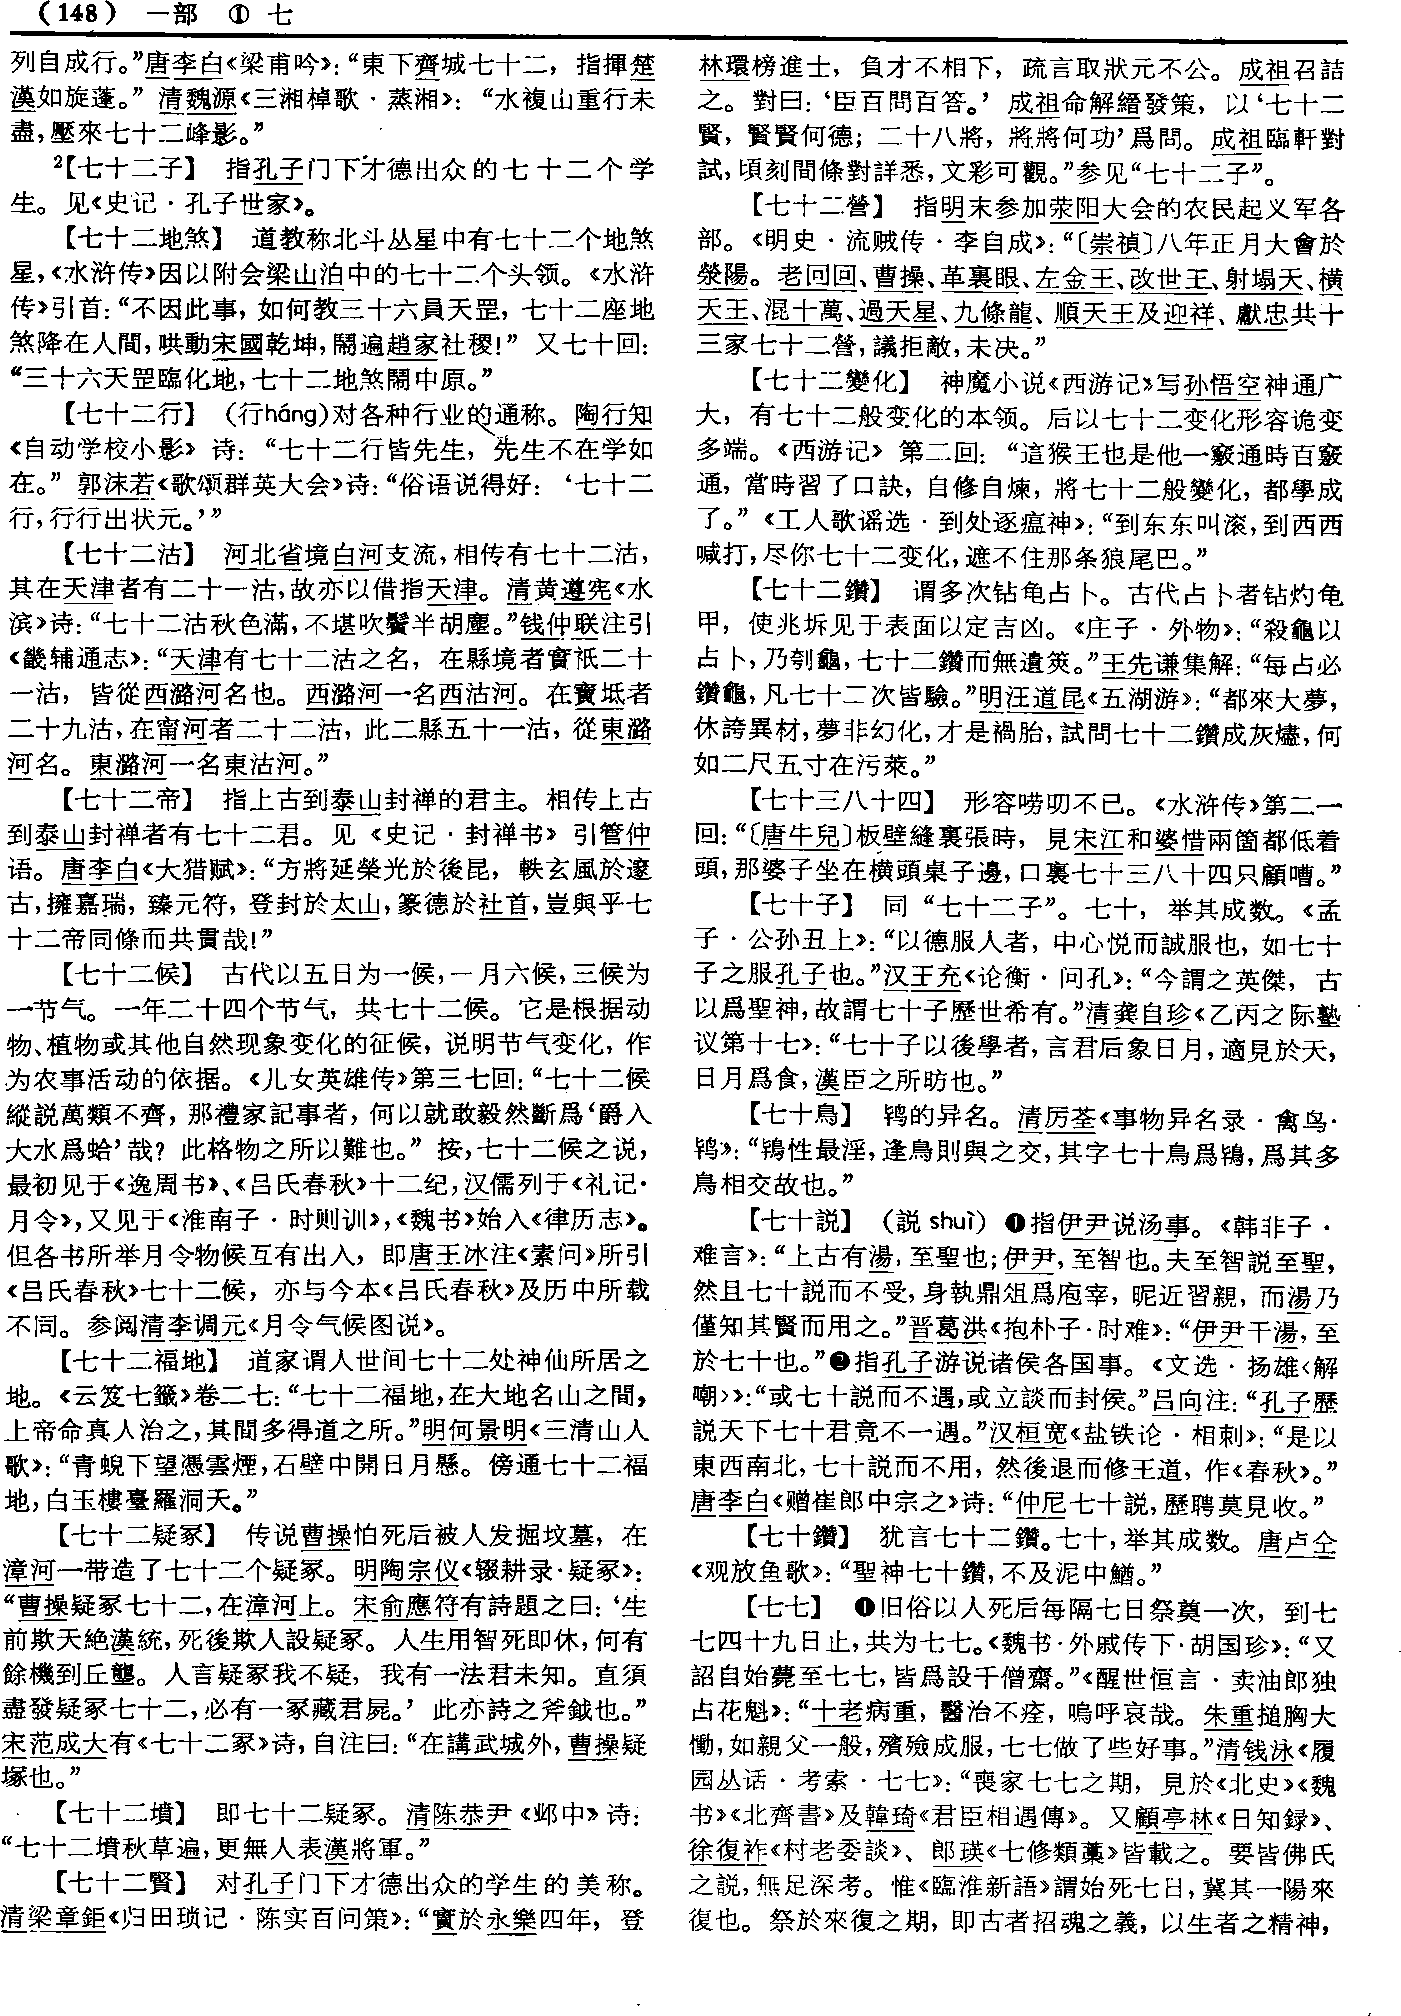 （148） 一部 ① 七
列自成行。”唐李白《梁甫吟》：“東下齊城七十二，指揮楚
漢如旋蓬。” 清魏源《三湘棹歌·蒸湘》：“水複山重行未
盡，壓來七十二峰影。”
²【七十二子】 指孔子门下才德出众的七十二个学
生。见《史记·孔子世家》。
【七十二地煞】 道教称北斗丛星中有七十二个地煞
星，《水浒传》因以附会梁山泊中的七十二个头领。《水浒
传》引首：“不因此事，如何教三十六員天罡，七十二座地
煞降在人間，哄動宋國乾坤，鬧遍趙家社稷！” 又七十回：
“三十六天罡臨化地，七十二地煞鬧中原。”
【七十二行】 （行háng）对各种行业的通称。陶行知
《自动学校小影》诗：“七十二行皆先生，先生不在学如
在。” 郭沫若《歌颂群英大会》诗：“俗语说得好：‘七十二
行，行行出状元。’”
【七十二沽】 河北省境白河支流，相传有七十二沽，
其在天津者有二十一沽，故亦以借指天津。清黄遵宪《水
滨》诗：“七十二沽秋色滿，不堪吹鬢半胡塵。”钱仲联注引
《畿辅通志》：“天津有七十二沽之名，在縣境者實祇二十
一沽，皆從西潞河名也。西潞河一名西沽河。在寶坻者
二十九沽，在甯河者二十二沽，此二縣五十一沽，從東潞
河名。東潞河一名東沽河。”
【七十二帝】 指上古到泰山封禅的君主。相传上古
到泰山封禅者有七十二君。见《史记·封禅书》引管仲
语。唐李白《大猎赋》：“方將延榮光於後昆，軼玄風於邃
古，擁嘉瑞，臻元符，登封於太山，篆德於社首，豈與乎七
十二帝同條而共貫哉！”
【七十二候】 古代以五日为一候，一月六候，三候为
一节气。一年二十四个节气，共七十二候。它是根据动
物、植物或其他自然现象变化的征候，说明节气变化，作
为农事活动的依据。《儿女英雄传》第三七回：“七十二候
縱説萬類不齊，那禮家記事者，何以就敢毅然斷爲‘爵入
大水爲蛤’哉？此格物之所以難也。” 按，七十二候之说，
最初见于《逸周书》、《吕氏春秋》十二纪，汉儒列于《礼记·
月令》，又见于《淮南子·时则训》，《魏书》始入《律历志》。
但各书所举月令物候互有出入，即唐王冰注《素问》所引
《吕氏春秋》七十二候，亦与今本《吕氏春秋》及历中所载
不同。参阅清李调元《月令气候图说》。
【七十二福地】 道家谓人世间七十二处神仙所居之
地。《云笈七籤》卷二七：“七十二福地，在大地名山之間，
上帝命真人治之，其間多得道之所。”明何景明《三清山人
歌》：“青蜺下望憑雲煙，石壁中開日月懸。傍通七十二福
地，白玉樓臺羅洞天。”
【七十二疑冢】 传说曹操怕死后被人发掘坟墓，在
漳河一带造了七十二个疑冢。明陶宗仪《辍耕录·疑冢》：
“曹操疑冢七十二，在漳河上。宋俞應符有詩題之曰：‘生
前欺天絶漢統，死後欺人設疑冢。人生用智死即休，何有
餘機到丘壟。人言疑冢我不疑，我有一法君未知。直須
盡發疑冢七十二，必有一冢藏君屍。’此亦詩之斧鉞也。”
宋范成大有《七十二冢》诗，自注曰：“在講武城外，曹操疑
塚也。”
【七十二墳】 即七十二疑冢。清陈恭尹《邺中》诗：
“七十二墳秋草遍，更無人表漢將軍。”
【七十二賢】 对孔子门下才德出众的学生的美称。
清梁章鉅《归田琐记·陈实百问策》：“實於永樂四年，登
林環榜進士，負才不相下，疏言取狀元不公。成祖召詰
之。對曰：‘臣百問百答。’ 成祖命解縉發策，以‘七十二
賢，賢賢何德；二十八將，將將何功’爲問。成祖臨軒對
試，頃刻間條對詳悉，文彩可觀。”参见“七十二子”。
【七十二營】 指明末参加荥阳大会的农民起义军各
部。《明史·流贼传·李自成》：“〔崇禎〕八年正月大會於
滎陽。老回回、曹操、革裏眼、左金王、改世王、射塌天、橫
天王、混十萬、過天星、九條龍、順天王及迎祥、獻忠共十
三家七十二營，議拒敵，未决。”
【七十二變化】 神魔小说《西游记》写孙悟空神通广
大，有七十二般变化的本领。后以七十二变化形容诡变
多端。《西游记》第二回：“這猴王也是他一竅通時百竅
通，當時習了口訣，自修自煉，將七十二般變化，都學成
了。”《工人歌谣选·到处逐瘟神》：“到东东叫滚，到西西
喊打，尽你七十二变化，遮不住那条狼尾巴。”
【七十二鑽】 谓多次钻龟占卜。古代占卜者钻灼龟
甲，使兆坼见于表面以定吉凶。《庄子·外物》：“殺龜以
占卜，乃刳龜，七十二鑽而無遺筴。”王先谦集解：“每占必
鑽龜，凡七十二次皆驗。”明汪道昆《五湖游》：“都來大夢，
休誇異材，夢非幻化，才是禍胎，試問七十二鑽成灰燼，何
如二尺五寸在污萊。”
【七十三八十四】 形容唠叨不已。《水浒传》第二一
回：“〔唐牛兒〕板壁縫裏張時，見宋江和婆惜兩箇都低着
頭，那婆子坐在横頭桌子邊，口裏七十三八十四只顧嘈。”
【七十子】 同“七十二子”。七十，举其成数。《孟
子·公孙丑上》：“以德服人者，中心悦而誠服也，如七十
子之服孔子也。”汉王充《论衡·问孔》：“今謂之英傑，古
以爲聖神，故謂七十子歷世希有。”清龚自珍《乙丙之际塾
议第十七》：“七十子以後學者，言君后象日月，適見於天，
日月爲食，漢臣之所昉也。”
【七十鳥】 鸨的异名。清厉荃《事物异名录·禽鸟·
鸨》：“鴇性最淫，逢鳥則與之交，其字七十鳥爲鴇，爲其多
鳥相交故也。”
【七十説】 （説 shuì）❶指伊尹说汤事。《韩非子·
难言》：“上古有湯，至聖也；伊尹，至智也。夫至智説至聖，
然且七十説而不受，身執鼎俎爲庖宰，昵近習親，而湯乃
僅知其賢而用之。”晋葛洪《抱朴子·时难》：“伊尹干湯，至
於七十也。”❷指孔子游说诸侯各国事。《文选·扬雄〈解
嘲〉》：“或七十説而不遇，或立談而封侯。”吕向注：“孔子歷
説天下七十君竟不一遇。”汉桓宽《盐铁论·相刺》：“是以
東西南北，七十説而不用，然後退而修王道，作《春秋》。”
唐李白《赠崔郎中宗之》诗：“仲尼七十説，歷聘莫見收。”
【七十鑽】 犹言七十二鑽。七十，举其成数。唐卢仝
《观放鱼歌》：“聖神七十鑽，不及泥中鰌。”
【七七】 ❶旧俗以人死后每隔七日祭奠一次，到七
七四十九日止，共为七七。《魏书·外戚传下·胡国珍》：“又
詔自始薨至七七，皆爲設千僧齋。”《醒世恒言·卖油郎独
占花魁》：“十老病重，醫治不痊，嗚呼哀哉。朱重搥胸大
慟，如親父一般，殯殮成服，七七做了些好事。”清钱泳《履
园丛话·考索·七七》：“喪家七七之期，見於《北史》《魏
书》《北齊書》及韓琦《君臣相遇傳》。又顧亭林《日知録》、
徐復祚《村老委談》、郎瑛《七修類藁》皆載之。要皆佛氏
之説，無足深考。惟《臨淮新語》謂始死七日，冀其一陽來
復也。祭於來復之期，即古者招魂之義，以生者之精神，